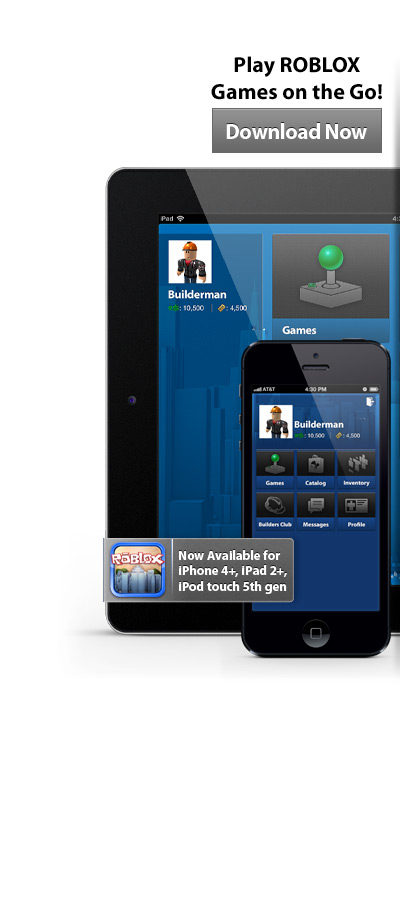 Play ROBLOX
Games on the Go!
Download Now
iPad
Builderman
10,500 | 4,500
Games
AT&T 4:30 PM
Builderman
10,500 | 4,500
Games Catalog Inventory
Builders Club Messages Profile
ROBLOX
Now Available for
iPhone 4+, iPad 2+,
iPod touch 5th gen